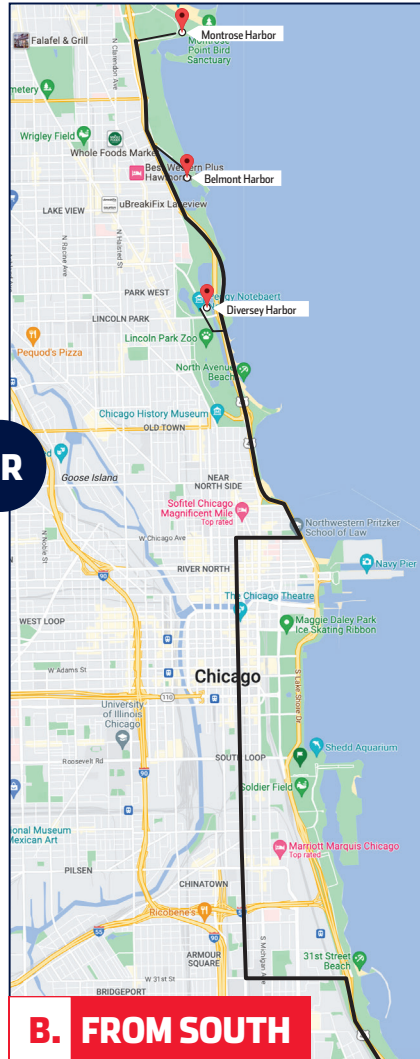 Falafel & Grill
N Clarendon Ave
Montrose Harbor
Montrose
Point Bird
Sanctuary
metery
Wrigley Field
Whole Foods Market
Best Western Plus
Hawthorne
Belmont Harbor
LAKE VIEW
uBreakiFix Lakeview
N Racine Ave
N Halsted St
PARK WEST
Peggy Notebaert
Diversey Harbor
LINCOLN PARK
Lincoln Park Zoo
Pequod's Pizza
North Avenue
Beach
41
Chicago History Museum
OLD TOWN
R
Goose Island
NEAR
NORTH SIDE
Sofitel Chicago
Magnificent Mile
Top rated
Northwestern Pritzker
School of Law
N Noble St
W Chicago Ave
90
RIVER NORTH
Navy Pier
The Chicago Theatre
WEST LOOP
Maggie Daley Park
Ice Skating Ribbon
W Adams St
Chicago
S Lake Shore Dr
110
University
of Illinois
Chicago
Shedd Aquarium
Roosevelt Rd
90
SOUTH LOOP
Soldier Field
onal Museum
Mexican Art
Marriott Marquis Chicago
Top rated
PILSEN
CHINATOWN
Ricobene's
55
90
ARMOUR
SQUARE
S Michigan Ave
31st Street
Beach
W 31st St
BRIDGEPORT
41
B. FROM SOUTH